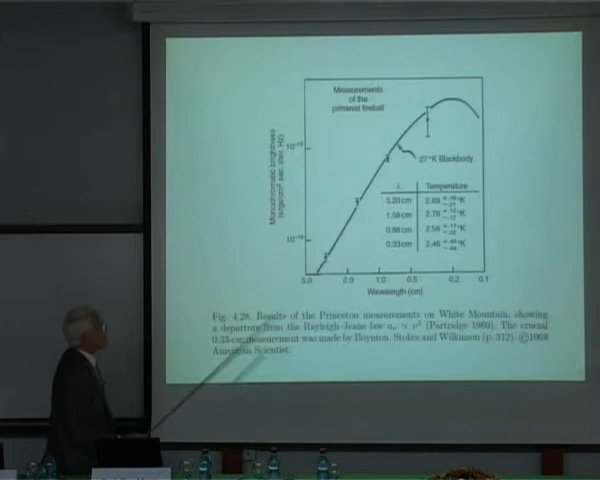 Measurements
of the
primeval fireball
Monochromatic brightness
(ergs/cm² sec. ster. Hz)
2.7°K Blackbody
λ Temperature
3.20 cm 2.69 °K
1.58 cm 2.78 °K
0.86 cm 2.56 °K
0.33 cm 2.46 °K
5.0 2.0 1.0 0.5 0.2 0.1
Wavelength (cm)
Fig. 4.28. Results of the Princeton measurements on White Mountain, showing
a departure from the Rayleigh-Jeans law uν ∝ ν² (Partridge 1969). The crucial
0.33-cm measurement was made by Boynton, Stokes and Wilkinson (p. 312). ©1969
American Scientist.